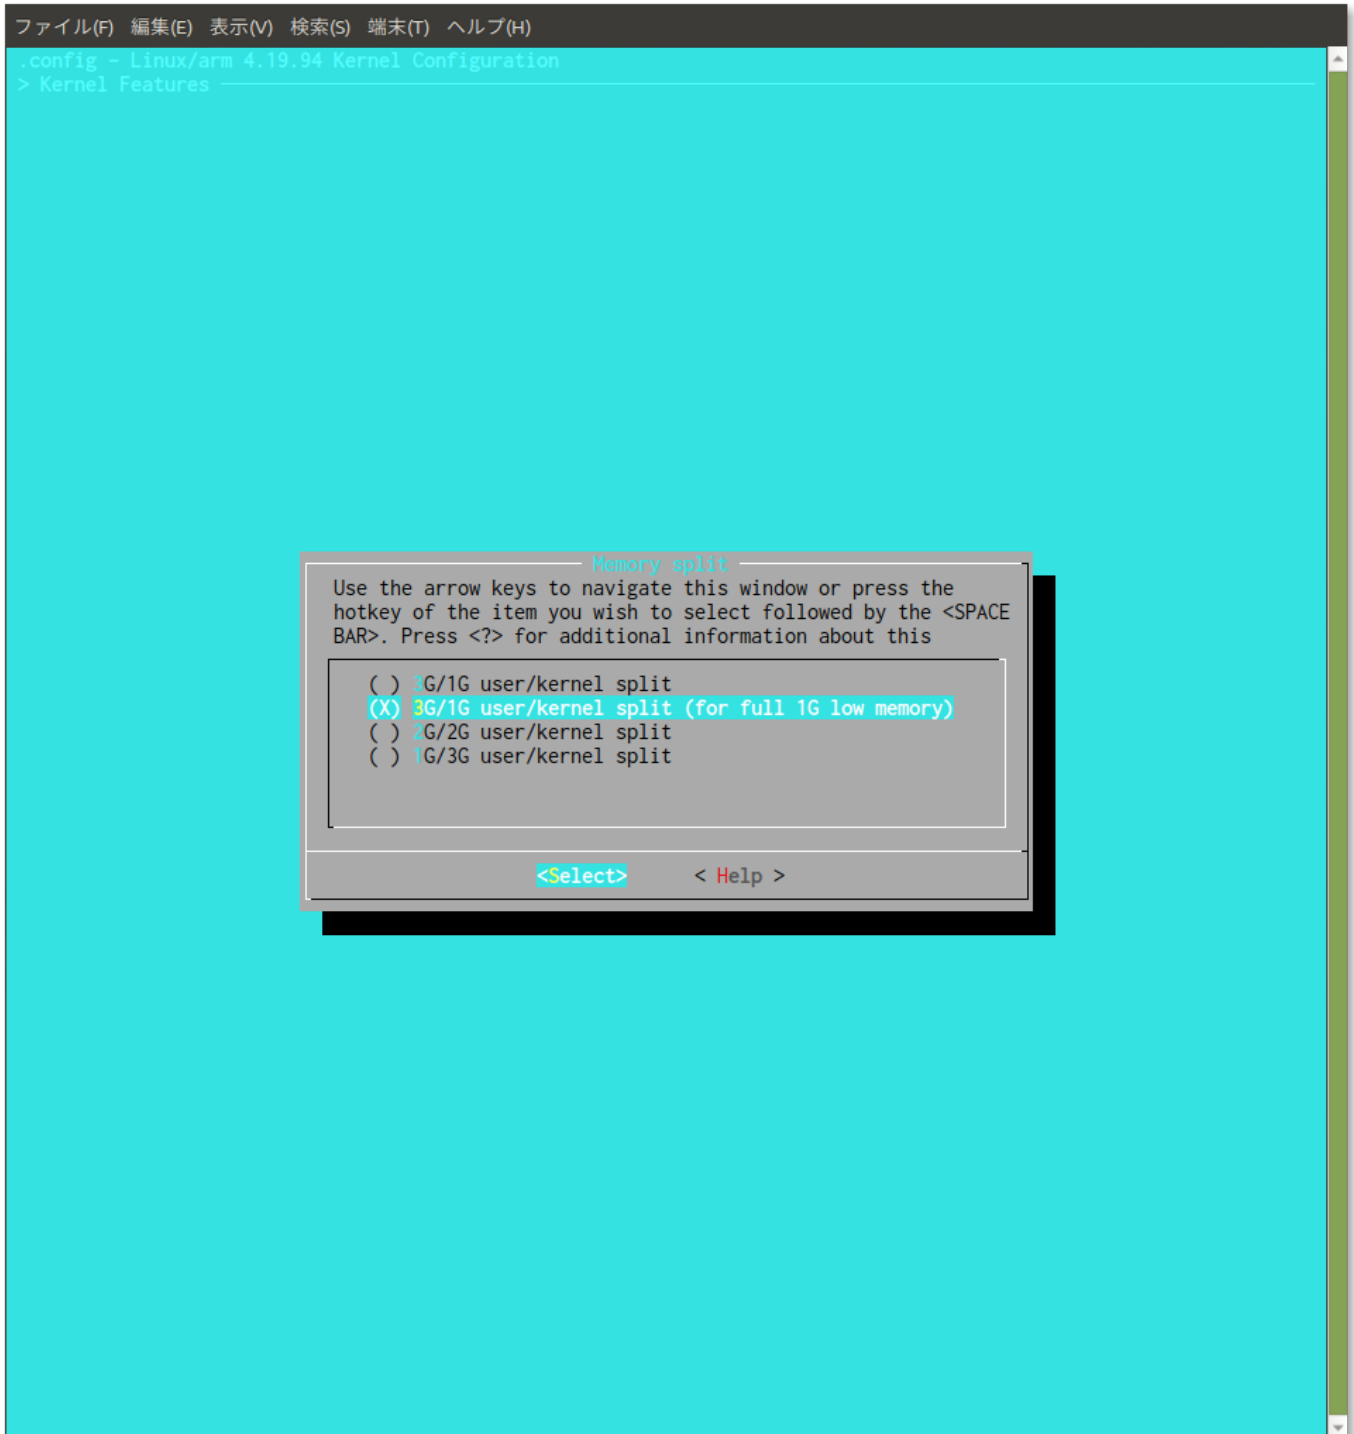 ファイル(F) 編集(E) 表示(V) 検索(S) 端末(T) ヘルプ(H)
.config - Linux/arm 4.19.94 Kernel Configuration
> Kernel Features
Memory split
Use the arrow keys to navigate this window or press the
hotkey of the item you wish to select followed by the <SPACE
BAR>. Press <?> for additional information about this
( ) 3G/1G user/kernel split
(X) 3G/1G user/kernel split (for full 1G low memory)
( ) 2G/2G user/kernel split
( ) 1G/3G user/kernel split
<Select> < Help >